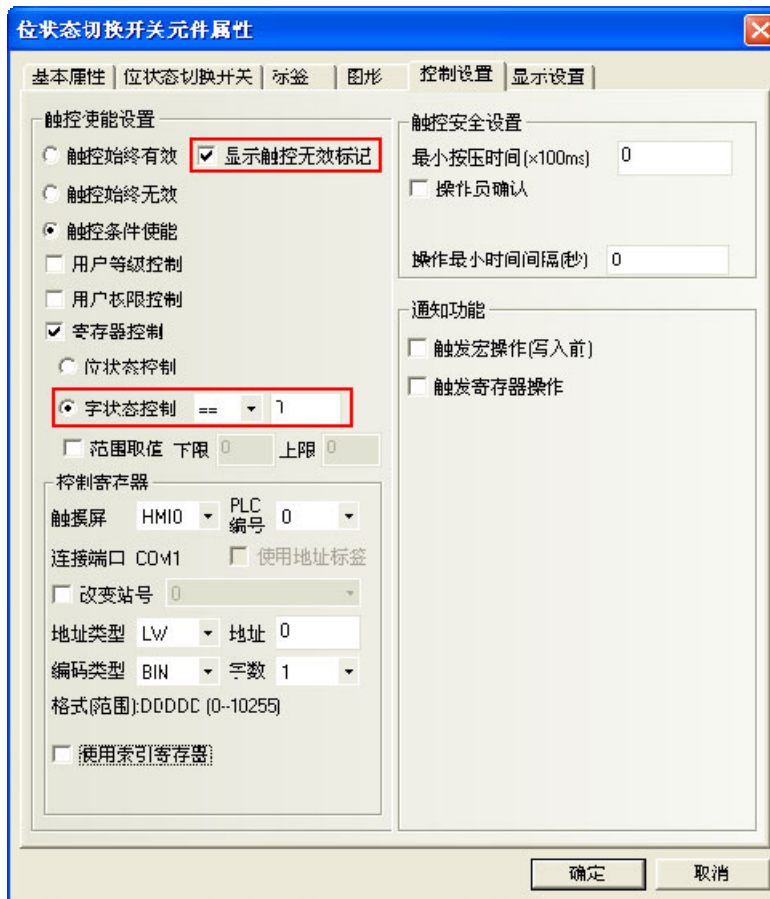 位状态切换开关元件属性
基本属性 位状态切换开关 标签 图形 控制设置 显示设置
触控使能设置
触控始终有效 显示触控无效标记
触控始终无效
触控条件使能
用户等级控制
用户权限控制
寄存器控制
位状态控制
字状态控制 ==
范围取值 下限 0 上限 0
控制寄存器
触摸屏 HMI0 PLC编号 0
连接端口 COM1 使用地址标签
改变站号 0
地址类型 LW 地址 0
编码类型 BIN 字数 1
格式(范围):DDDDD (0--10255)
使用索引寄存器
触控安全设置
最小按压时间(×100ms) 0
操作员确认
操作最小时间间隔(秒) 0
通知功能
触发宏操作(写入前)
触发寄存器操作
确定 取消